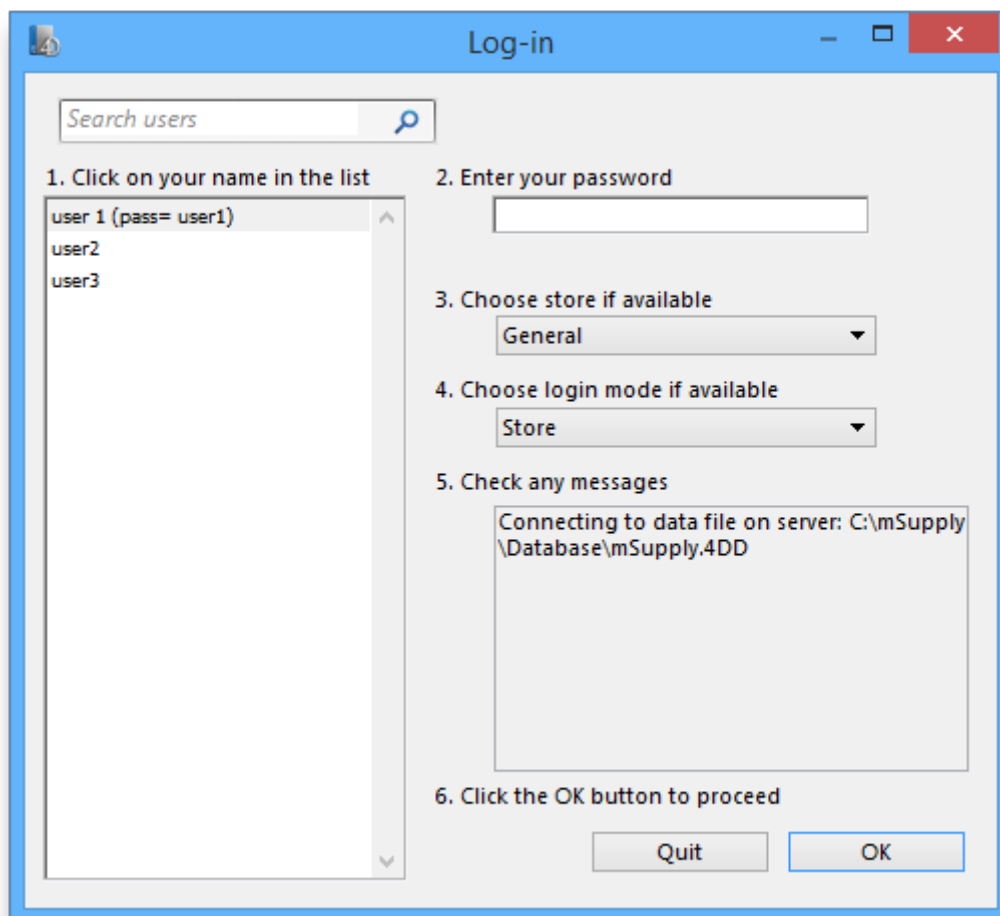 Log-in
Search users
1. Click on your name in the list
user 1 (pass= user1)
user2
user3
2. Enter your password
3. Choose store if available
General
4. Choose login mode if available
Store
5. Check any messages
Connecting to data file on server: C:\mSupply
\Database\mSupply.4DD
6. Click the OK button to proceed
Quit
OK